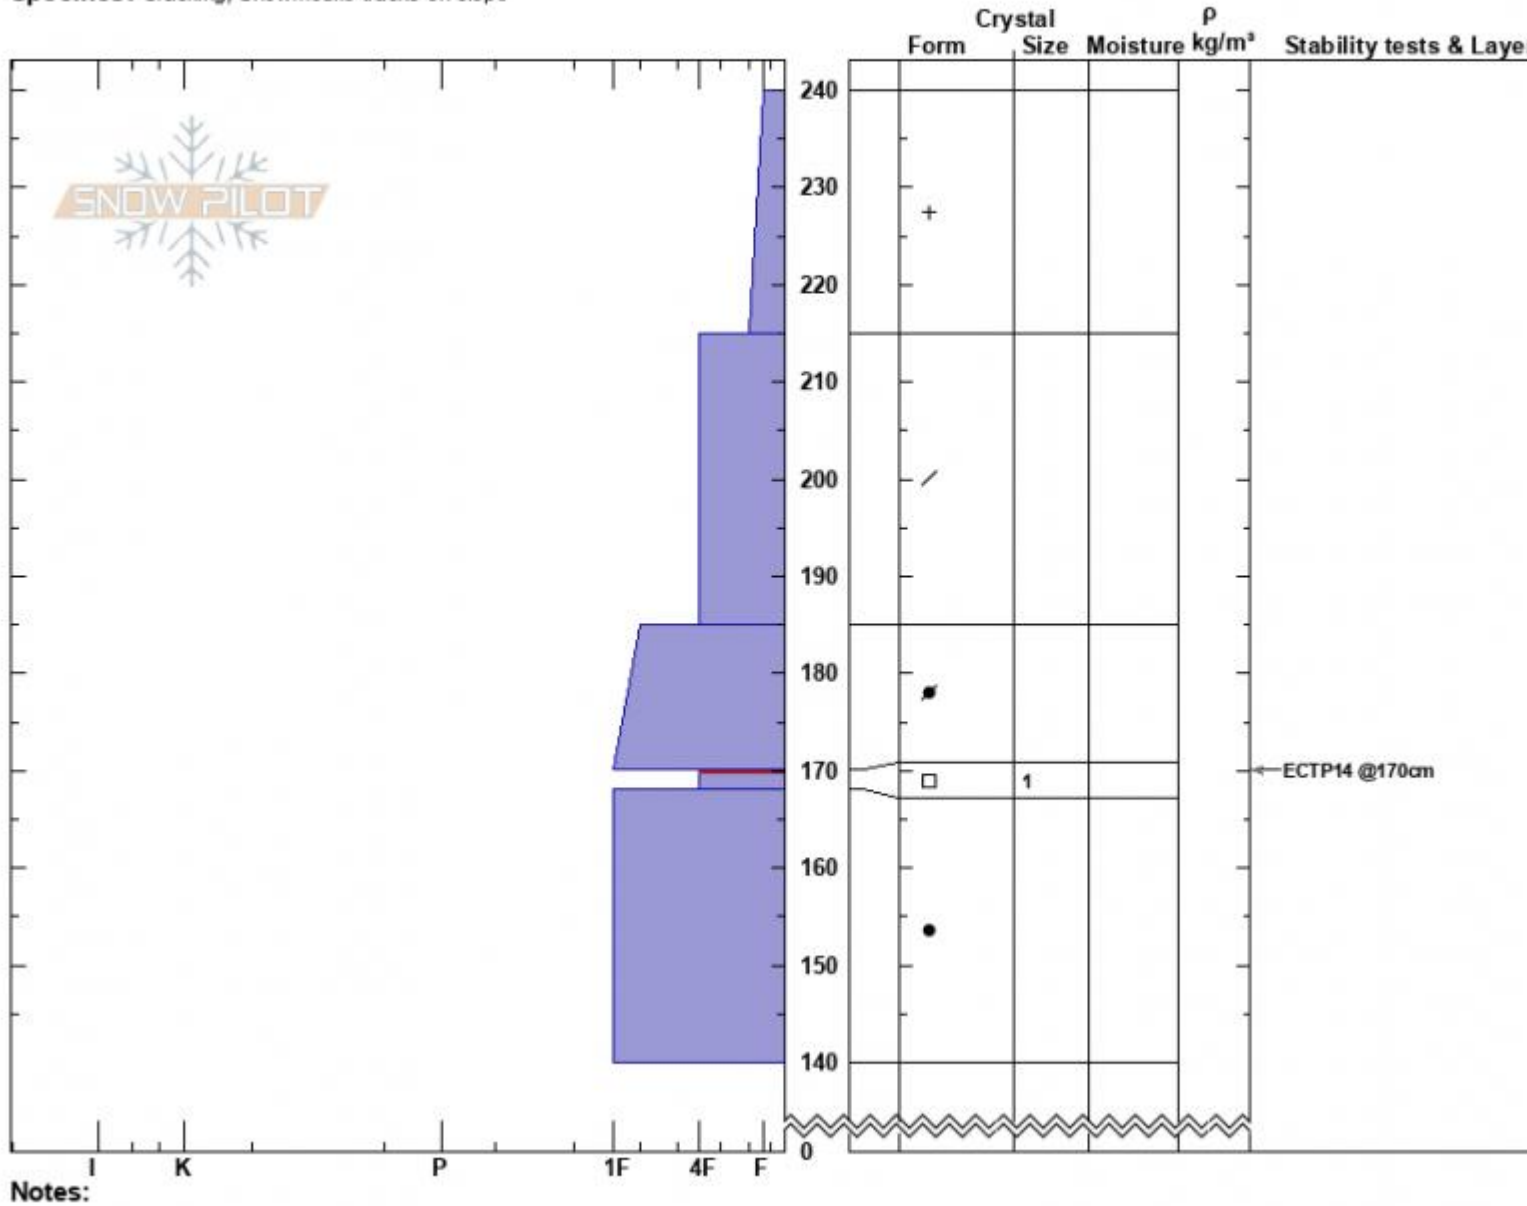 Crystal ρ
Form Size Moisture kg/m³ Stability tests & Layer
240
SNOW PILOT
230
220
210
200
190
180
170 ECTP14 @170cm
1
160
150
140
0
I K P 1F 4F F
Notes: